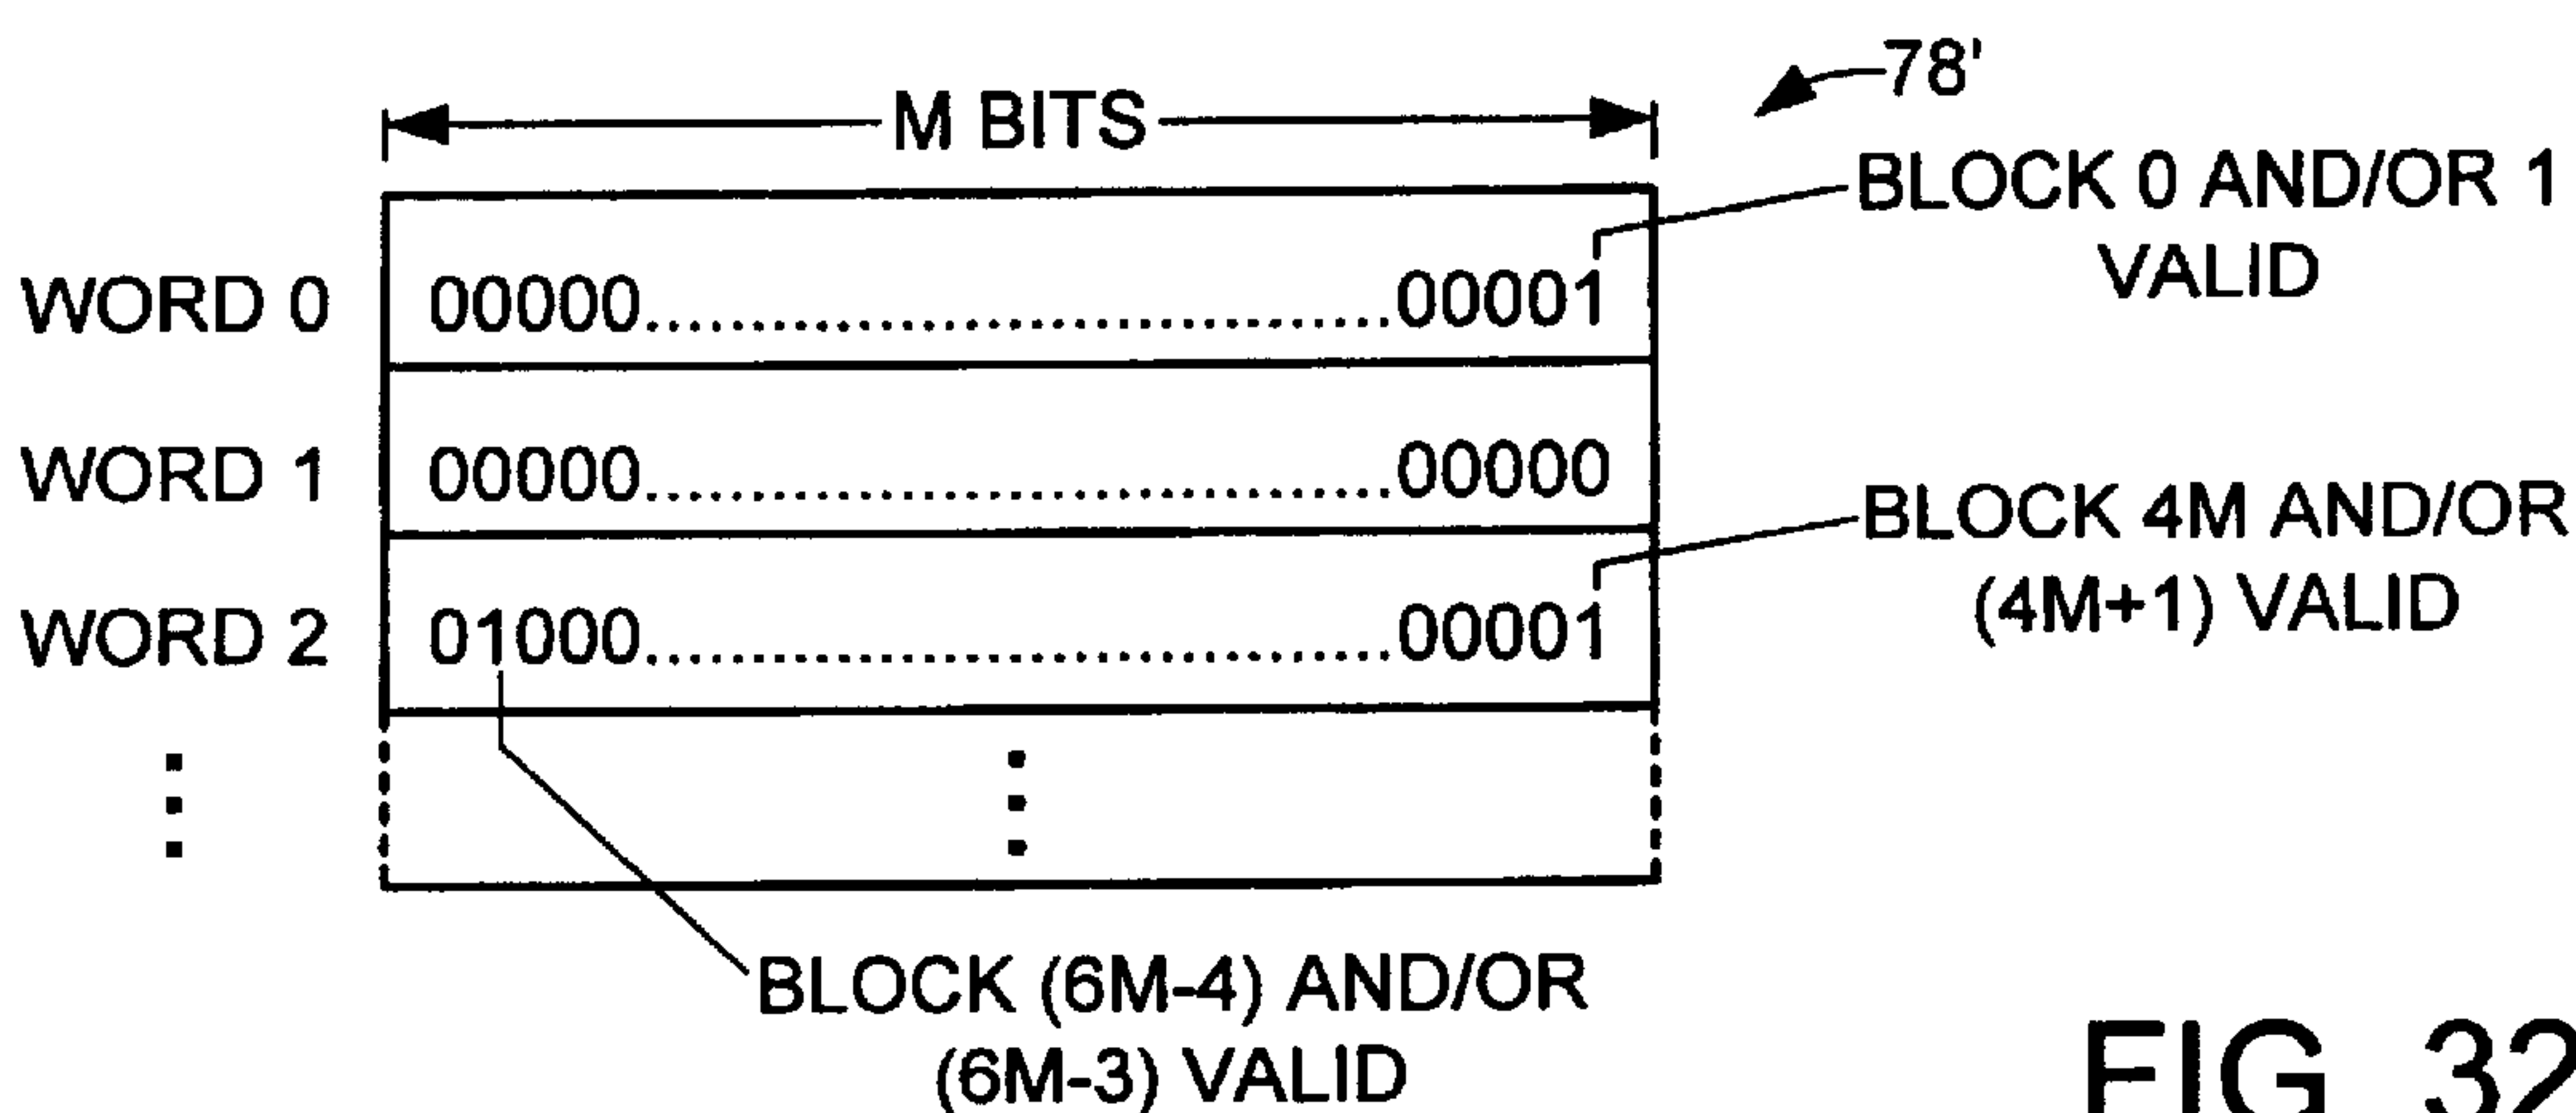 78'
M BITS
BLOCK 0 AND/OR 1
VALID
WORD 0 00000...................................00001
WORD 1 00000...................................00000
BLOCK 4M AND/OR
(4M+1) VALID
WORD 2 01000...................................00001
BLOCK (6M-4) AND/OR
(6M-3) VALID
FIG. 32